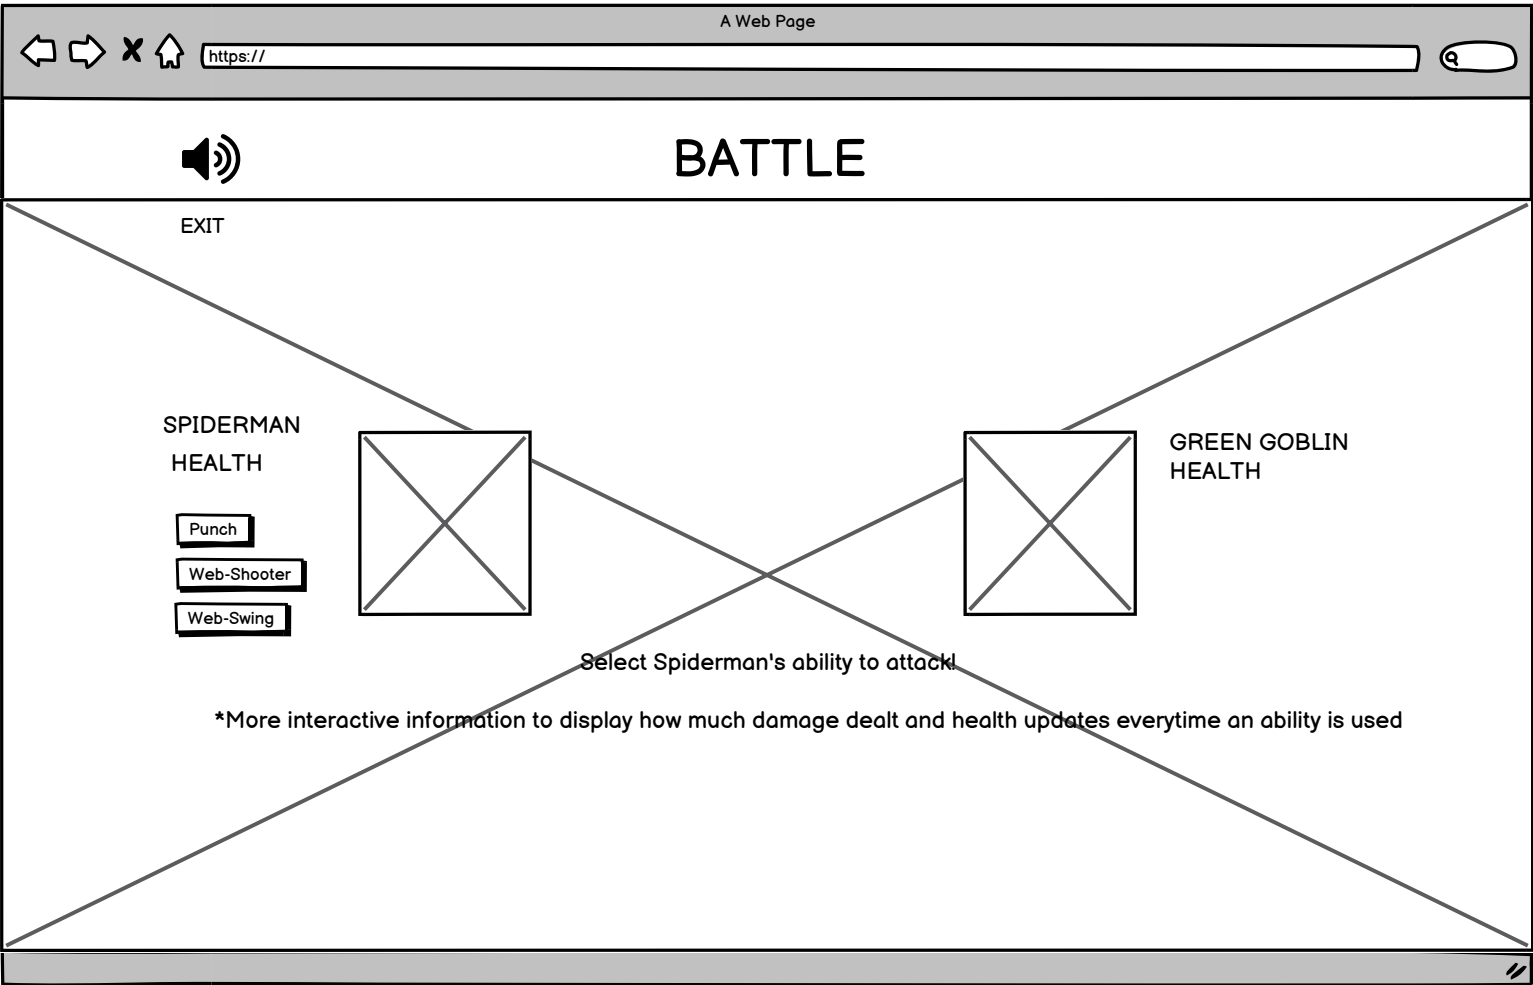 A Web Page
https://
BATTLE
EXIT
SPIDERMAN
HEALTH
GREEN GOBLIN
HEALTH
Punch
Web-Shooter
Web-Swing
Select Spiderman's ability to attack!
*More interactive information to display how much damage dealt and health updates everytime an ability is used